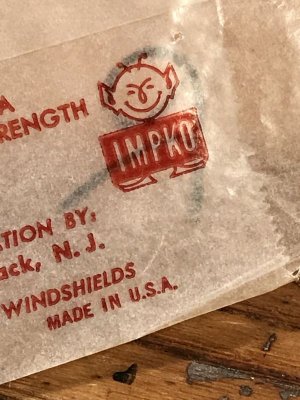 A
RENGTH
IMPKO
TION BY:
ack, N. J.
WINDSHIELDS
MADE IN U.S.A.